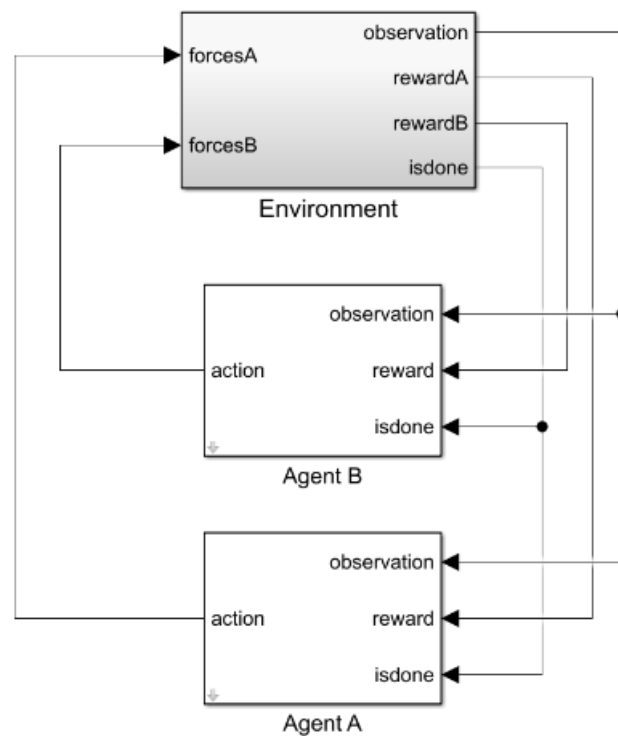 observation
forcesA
rewardA
rewardB
forcesB
isdone
Environment
observation
action
reward
isdone
Agent B
observation
action
reward
isdone
Agent A